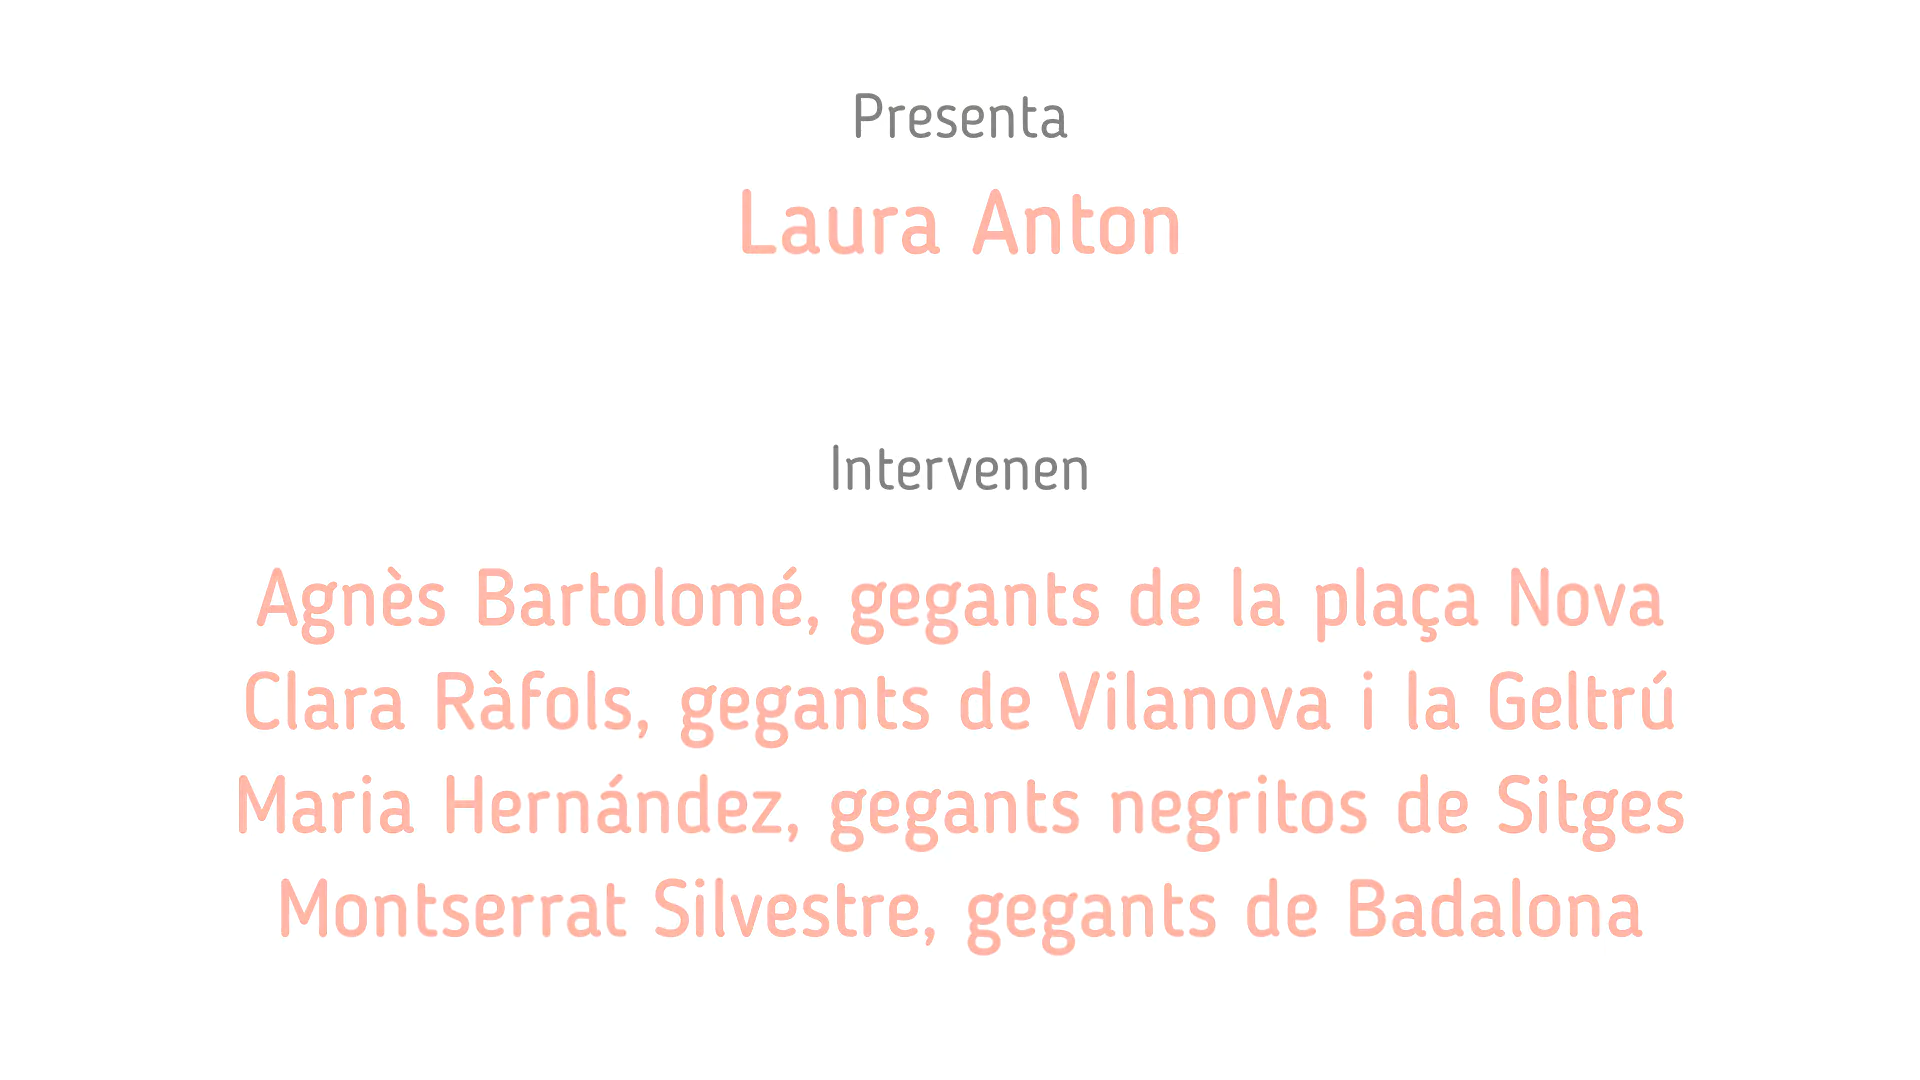 Presenta
Laura Anton
Intervenen
Agnès Bartolomé, gegants de la plaça Nova
Clara Ràfols, gegants de Vilanova i la Geltrú
Maria Hernández, gegants negritos de Sitges
Montserrat Silvestre, gegants de Badalona